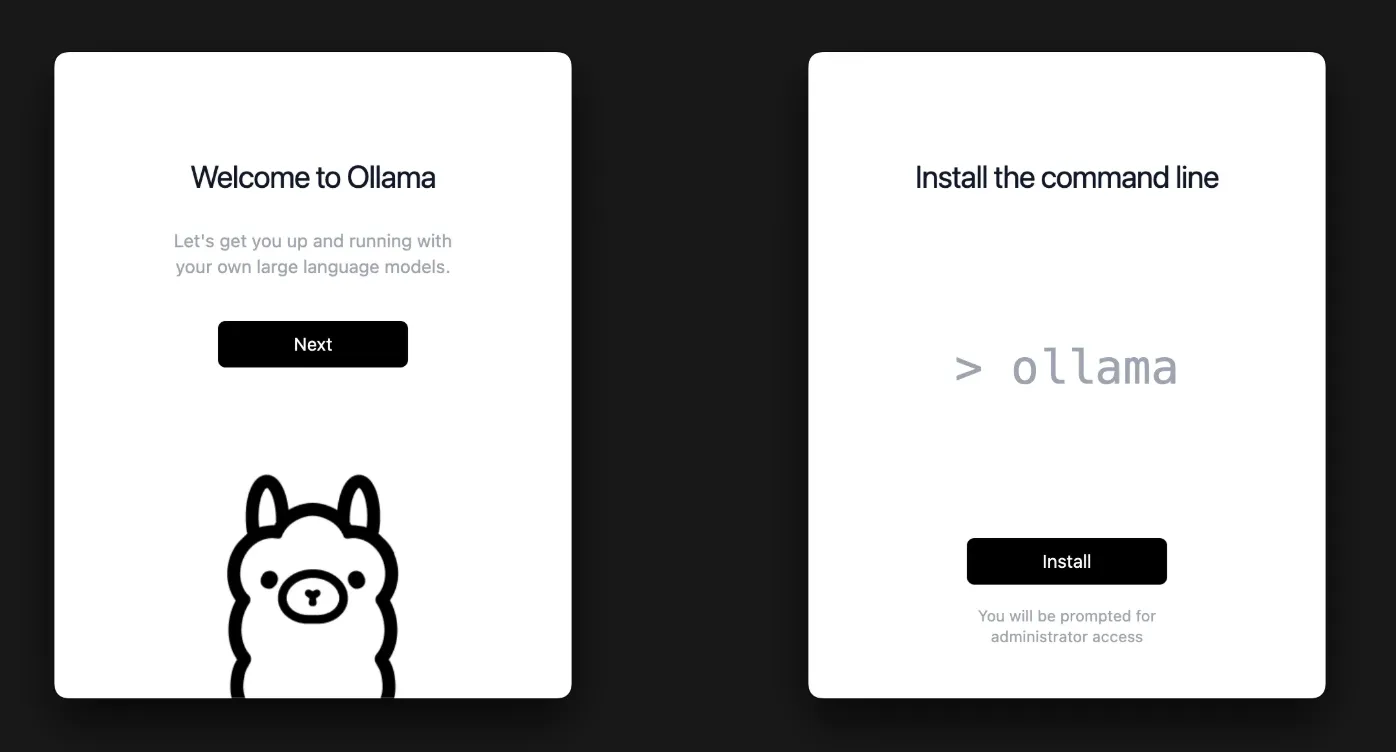 Welcome to Ollama
Let's get you up and running with
your own large language models.
Next
Install the command line
> ollama
Install
You will be prompted for
administrator access